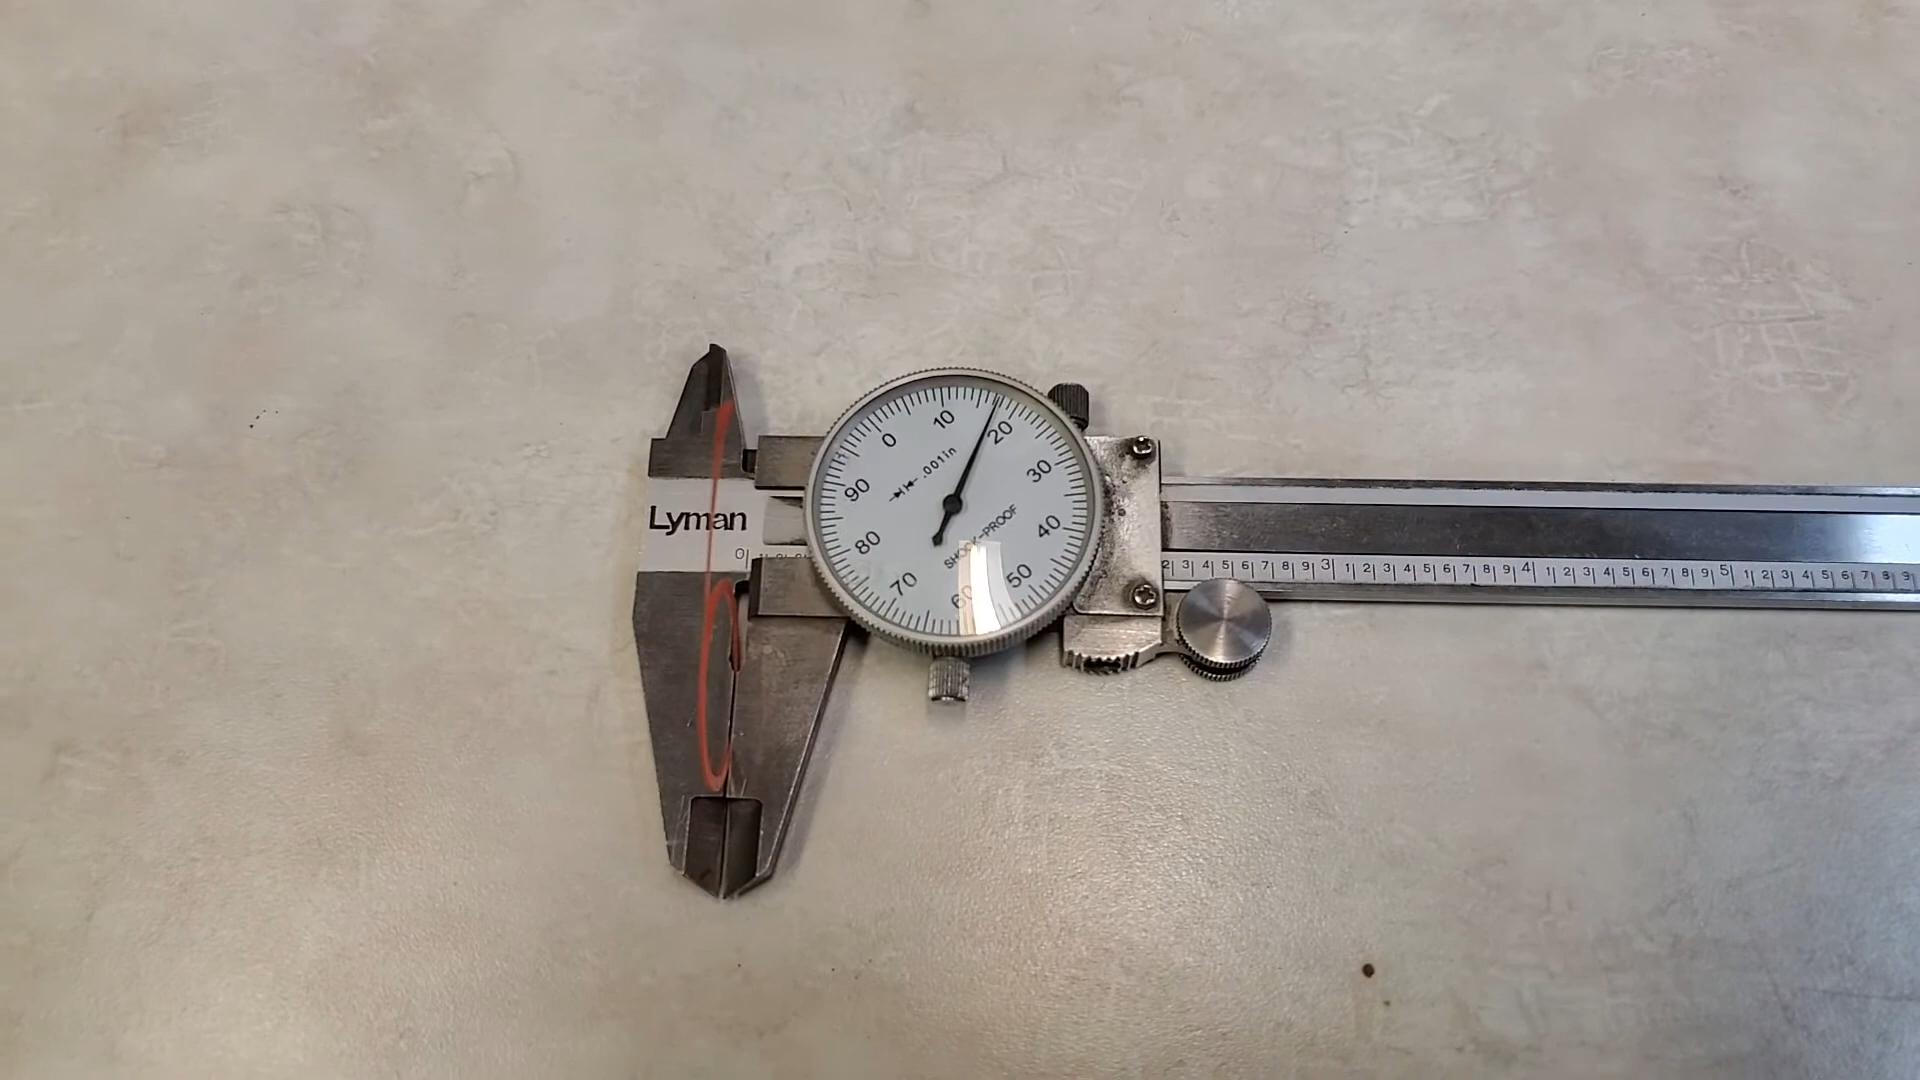 Lyman
.001in
SHOCK-PROOF
0
10
20
30
40
50
60
70
80
90
0
2 3 4 5 6 7 8 9 3 1 2 3 4 5 6 7 8 9 4 1 2 3 4 5 6 7 8 9 5 1 2 3 4 5 6 7 8 9